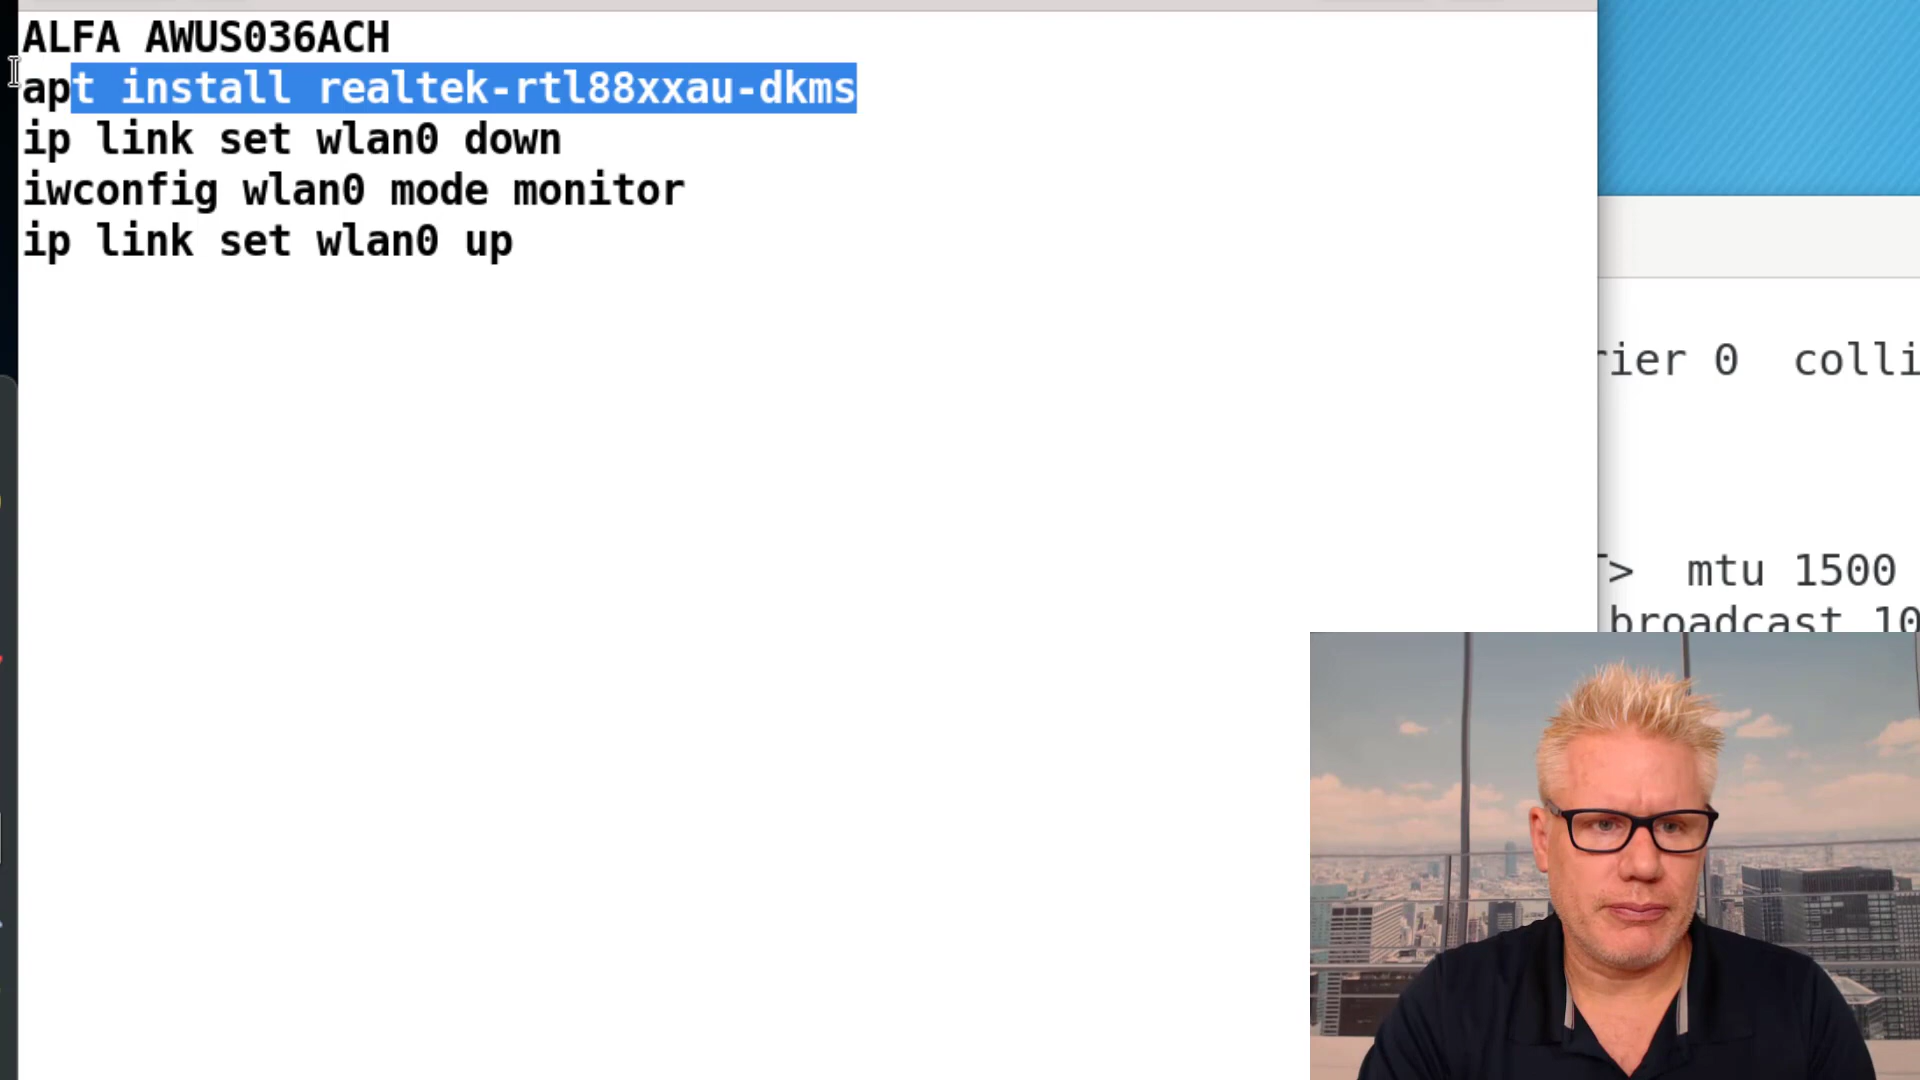 ALFA AWUS036ACH
apt install realtek-rtl88xxau-dkms
ip link set wlan0 down
iwconfig wlan0 mode monitor
ip link set wlan0 up
rier 0 colli
> mtu 1500
broadcast 10